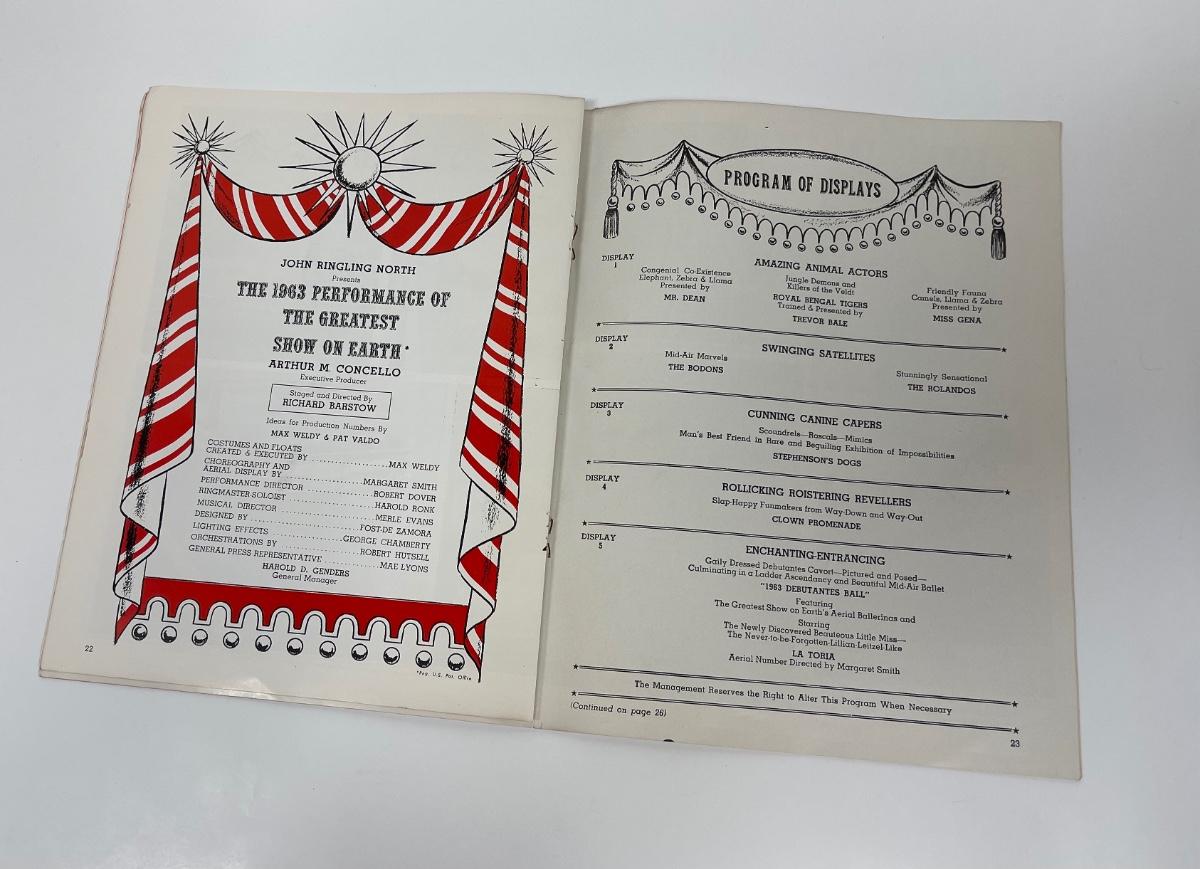 JOHN RINGLING NORTH
Presents
THE 1963 PERFORMANCE OF
THE GREATEST
SHOW ON EARTH*
ARTHUR M. CONCELLO
Executive Producer
Staged and Directed By
RICHARD BARSTOW
Ideas for Production Numbers By
MAX WELDY & PAT VALDO
COSTUMES AND FLOATS
CREATED & EXECUTED BY ..................MAX WELDY
CHOREOGRAPHY AND
AERIAL DISPLAY BY ..................MARGARET SMITH
PERFORMANCE DIRECTOR ..................ROBERT DOVER
RINGMASTER-SOLOIST ..................HAROLD RONK
MUSICAL DIRECTOR ..................MERLE EVANS
DESIGNED BY ..................FOST-DE ZAMORA
LIGHTING EFFECTS ..................GEORGE CHAMBERTY
ORCHESTRATIONS BY ..................ROBERT HUTSELL
GENERAL PRESS REPRESENTATIVE ............MAE LYONS
HAROLD D. GENDERS
General Manager
22
*Reg. U.S. Pat. Office
PROGRAM OF DISPLAYS
DISPLAY
1
AMAZING ANIMAL ACTORS
Congenial Co-Existence
Elephant, Zebra & Llama
Presented by
MR. DEAN
Jungle Demons and
Killers of the Veldt
ROYAL BENGAL TIGERS
Trained & Presented by
TREVOR BALE
Friendly Fauna
Camels, Llama & Zebra
Presented by
MISS GENA
DISPLAY
2
SWINGING SATELLITES
Mid-Air Marvels
THE BODONS
Stunningly Sensational
THE ROLANDOS
DISPLAY
3
CUNNING CANINE CAPERS
Scoundrels—Rascals—Mimics
Man's Best Friend in Rare and Beguiling Exhibition of Impossibilities
STEPHENSON'S DOGS
DISPLAY
4
ROLLICKING ROISTERING REVELLERS
Slap-Happy Funmakers from Way-Down and Way-Out
CLOWN PROMENADE
DISPLAY
5
ENCHANTING-ENTRANCING
Gaily Dressed Debutantes Cavort—Pictured and Posed—
Culminating in a Ladder Ascendancy and Beautiful Mid-Air Ballet
"1963 DEBUTANTES BALL"
Featuring
The Greatest Show on Earth's Aerial Ballerinas and
Starring
The Newly Discovered Beauteous Little Miss—
The Never-to-be-Forgotten-Lillian-Leitzel-Like
LA TORIA
Aerial Number Directed by Margaret Smith
The Management Reserves the Right to Alter This Program When Necessary
(Continued on page 26)
23